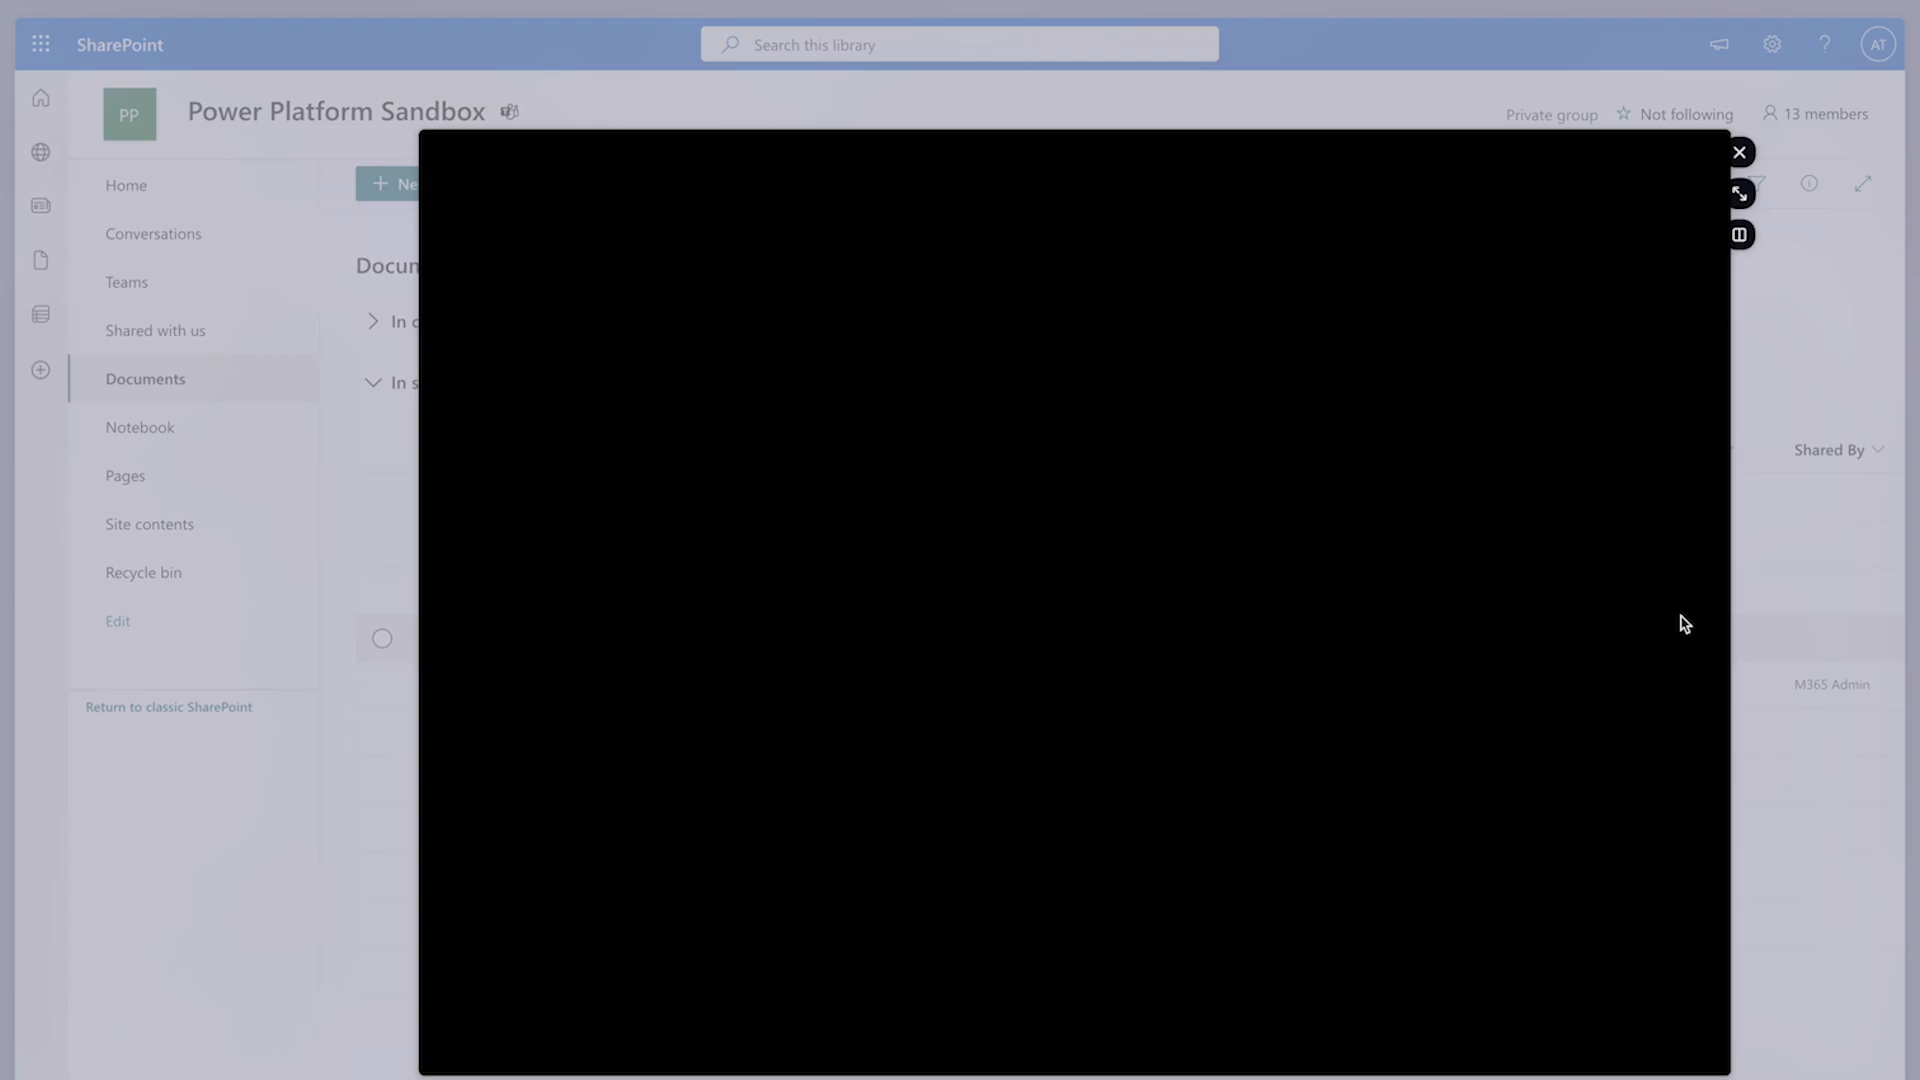 SharePoint
Search this library
AT
PP
Power Platform Sandbox
Private group
Not following
13 members
Home
Conversations
Teams
Shared with us
Documents
Notebook
Pages
Site contents
Recycle bin
Edit
Return to classic SharePoint
Shared By
M365 Admin